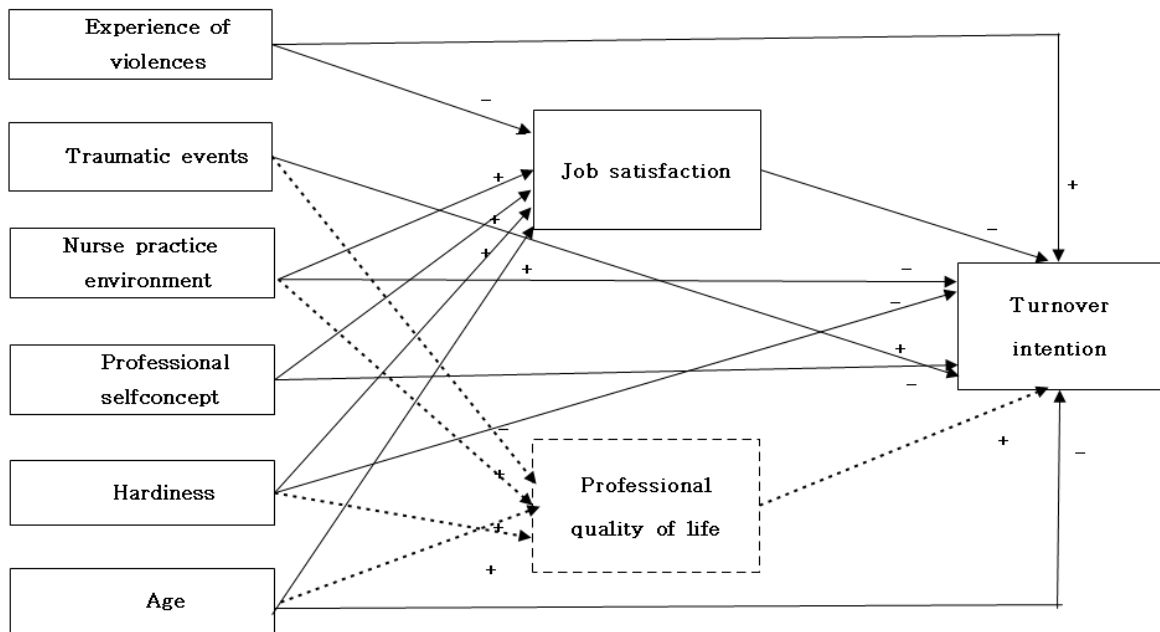 Experience of
violences
Traumatic events
Nurse practice
environment
Professional
selfconcept
Hardiness
Age
Job satisfaction
Professional
quality of life
Turnover
intention
−
−
+
+
+
+
−
−
+
−
−
+
+
+
−
+
+
−